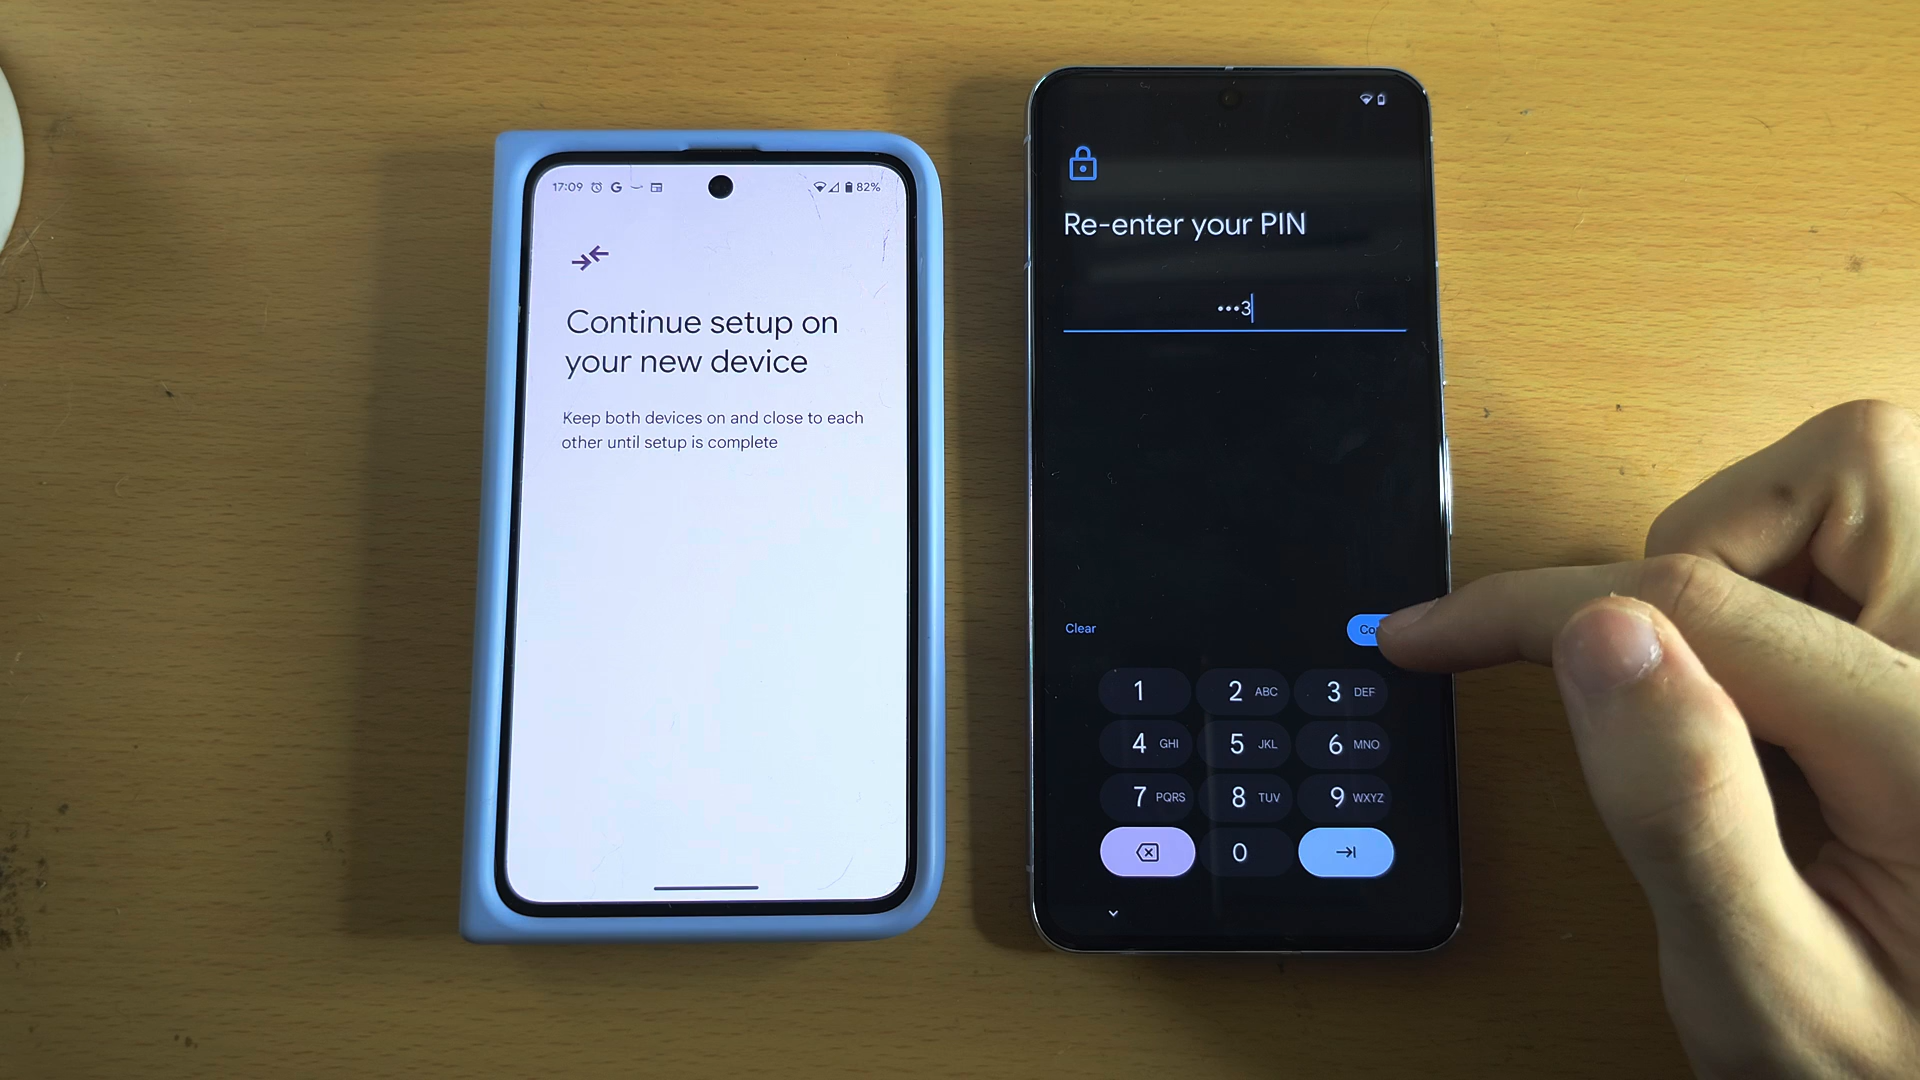 17:09 G 82%
Continue setup on
your new device
Keep both devices on and close to each
other until setup is complete
Re-enter your PIN
•••3
Clear
1 2 ABC 3 DEF
4 GHI 5 JKL 6 MNO
7 PQRS 8 TUV 9 WXYZ
0